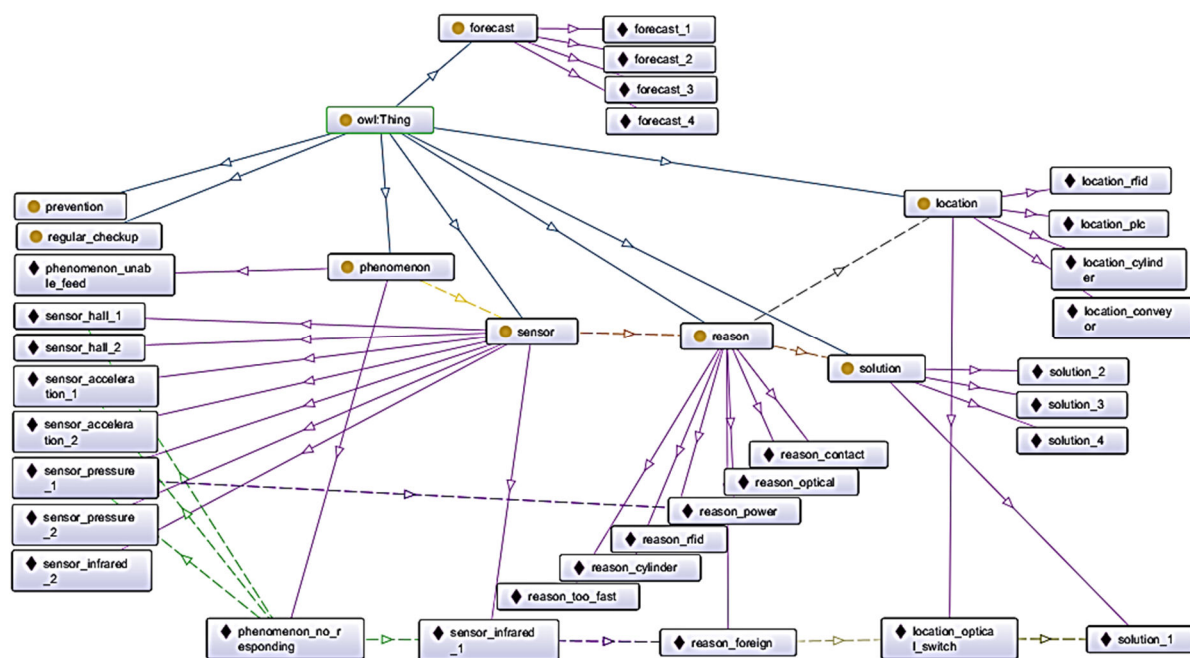 forecast
forecast_1
forecast_2
forecast_3
forecast_4
owl:Thing
prevention
regular_checkup
location
location_rfid
location_plc
location_cylin
der
location_convey
or
phenomenon_unab
le_feed
phenomenon
sensor_hall_1
sensor_hall_2
sensor
reason
solution
sensor_accelera
tion_1
sensor_accelera
tion_2
solution_2
solution_3
solution_4
sensor_pressure
_1
sensor_pressure
_2
sensor_infrared
_2
reason_contact
reason_optical
reason_power
reason_rfid
reason_cylinder
reason_too_fast
phenomenon_no_r
esponding
sensor_infrared
_1
reason_foreign
location_optica
l_switch
solution_1